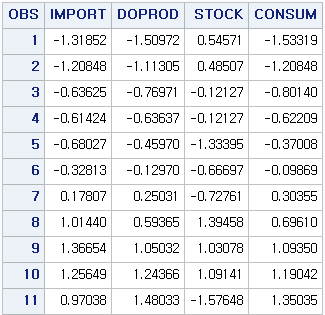 OBS IMPORT DOPROD STOCK CONSUM
1 -1.31852 -1.50972 0.54571 -1.53319
2 -1.20848 -1.11305 0.48507 -1.20848
3 -0.63625 -0.76971 -0.12127 -0.80140
4 -0.61424 -0.63637 -0.12127 -0.62209
5 -0.68027 -0.45970 -1.33395 -0.37008
6 -0.32813 -0.12970 -0.66697 -0.09869
7 0.17807 0.25031 -0.72761 0.30355
8 1.01440 0.59365 1.39458 0.69610
9 1.36654 1.05032 1.03078 1.09350
10 1.25649 1.24366 1.09141 1.19042
11 0.97038 1.48033 -1.57648 1.35035